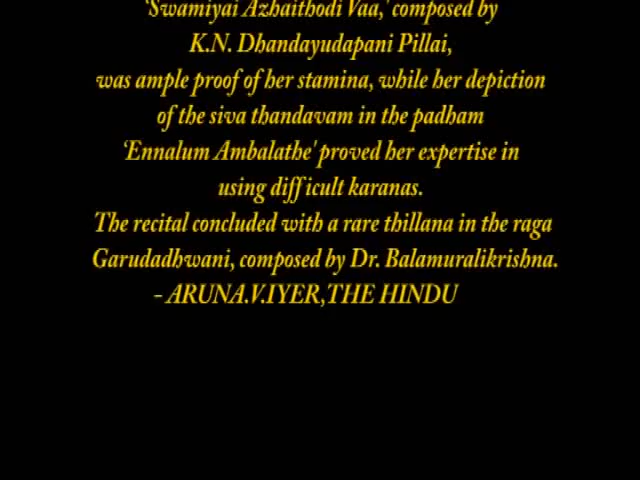 'Swamiyai Azhaithodi Vaa,' composed by
K.N. Dhandayudapani Pillai,
was ample proof of her stamina, while her depiction
of the siva thandavam in the padham
'Ennalum Ambalathe' proved her expertise in
using difficult karanas.
The recital concluded with a rare thillana in the raga
Garudadhwani, composed by Dr. Balamuralikrishna.
- ARUNA.V.IYER,THE HINDU